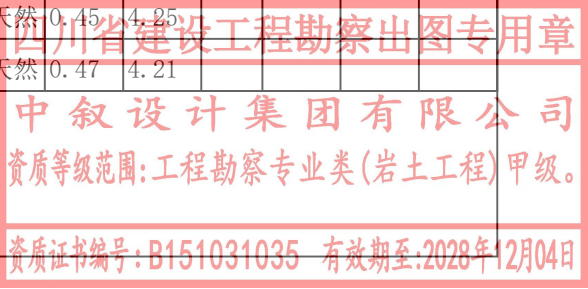 天然 0.45 4.25
四川省建设工程勘察出图专用章
天然 0.47 4.21
中叙设计集团有限公司
资质等级范围:工程勘察专业类(岩土工程)甲级。
资质证书编号:B151031035 有效期至:2028年12月04日